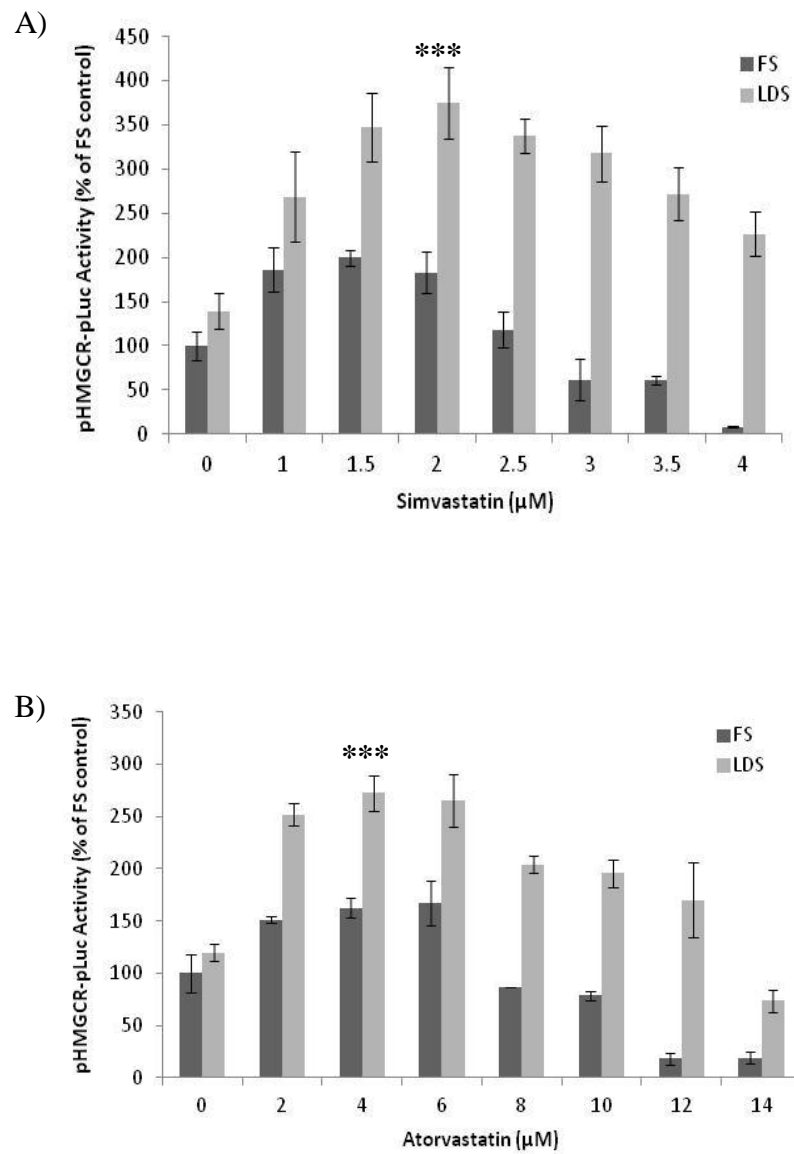 A)
pHMGCR-pLuc Activity (% of FS control)
450
400
350
300
250
200
150
100
50
0
***
FS
LDS
0 1 1.5 2 2.5 3 3.5 4
Simvastatin (μM)
B)
pHMGCR-pLuc Activity (% of FS control)
350
300
250
200
150
100
50
0
***
FS
LDS
0 2 4 6 8 10 12 14
Atorvastatin (μM)